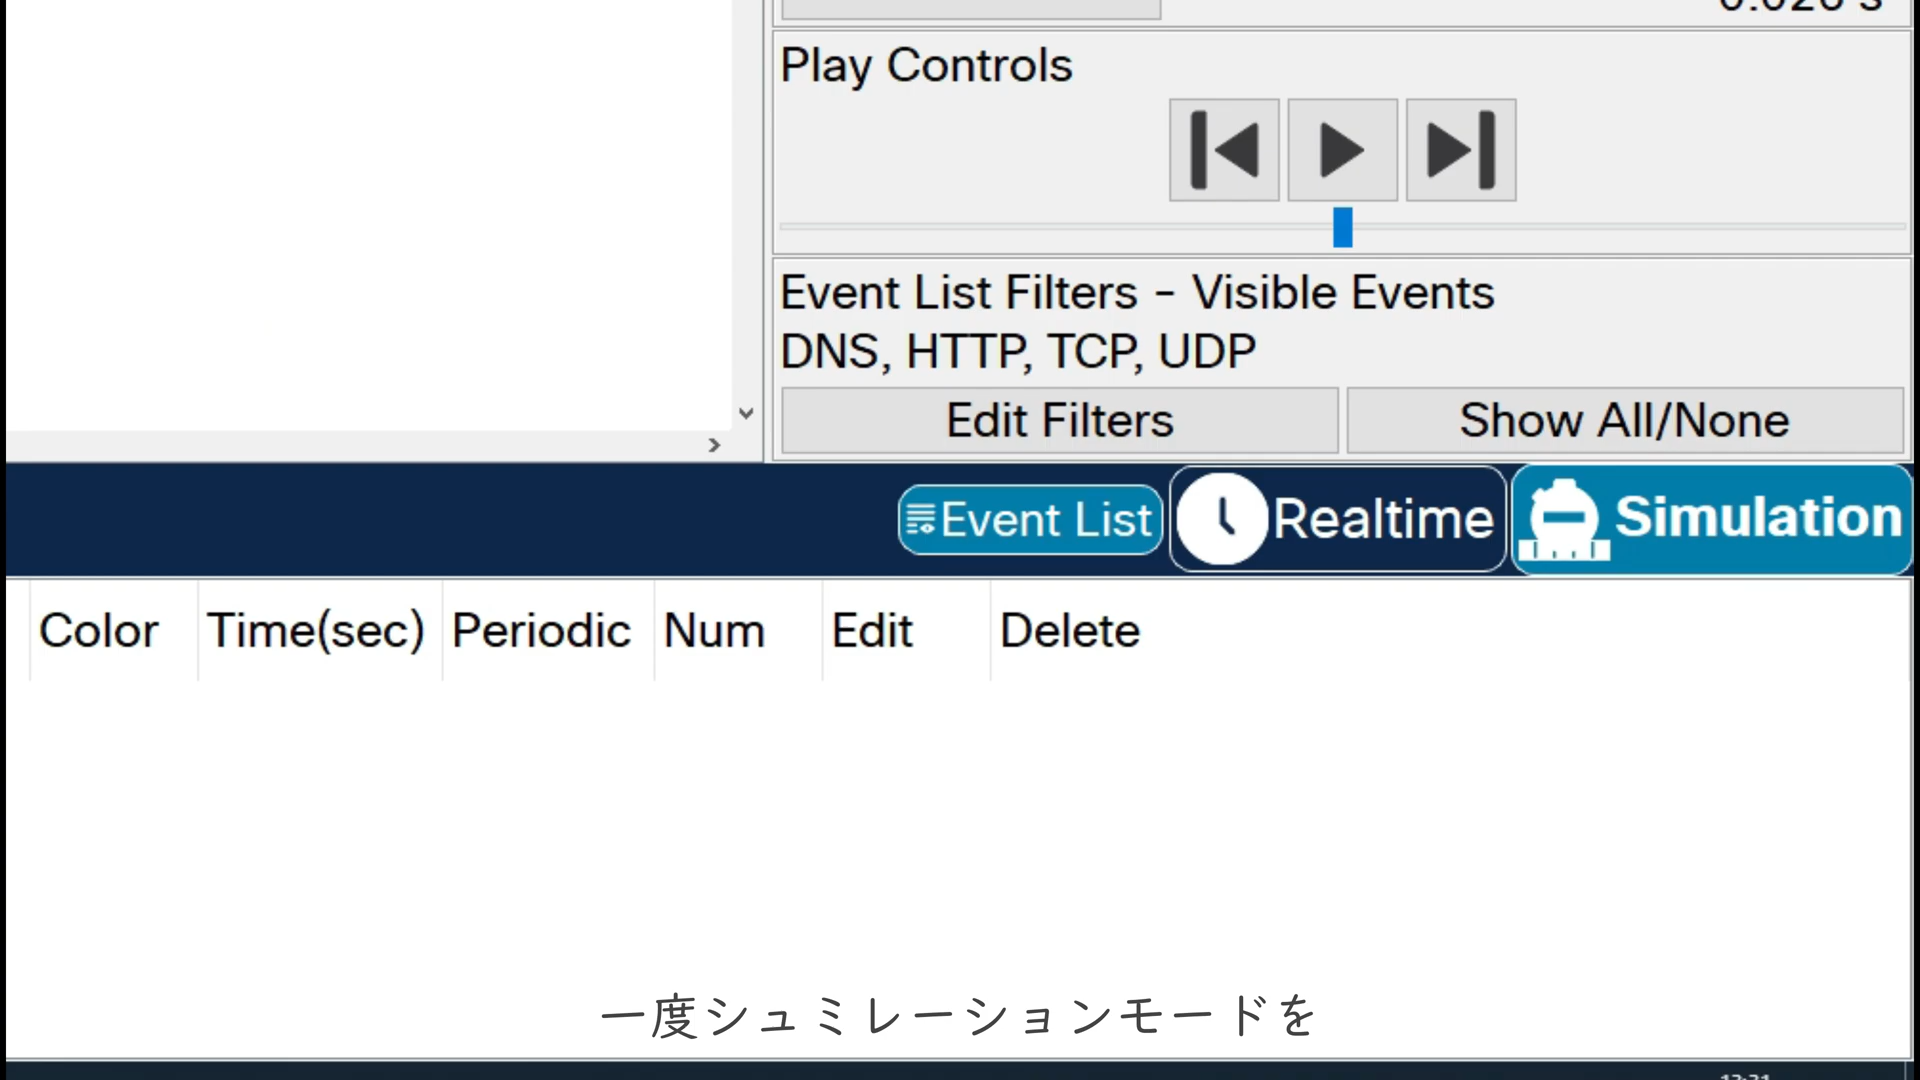 Play Controls
Event List Filters - Visible Events
DNS, HTTP, TCP, UDP
Edit Filters Show All/None
Event List Realtime Simulation
Color Time(sec) Periodic Num Edit Delete
一度シュミレーションモードを